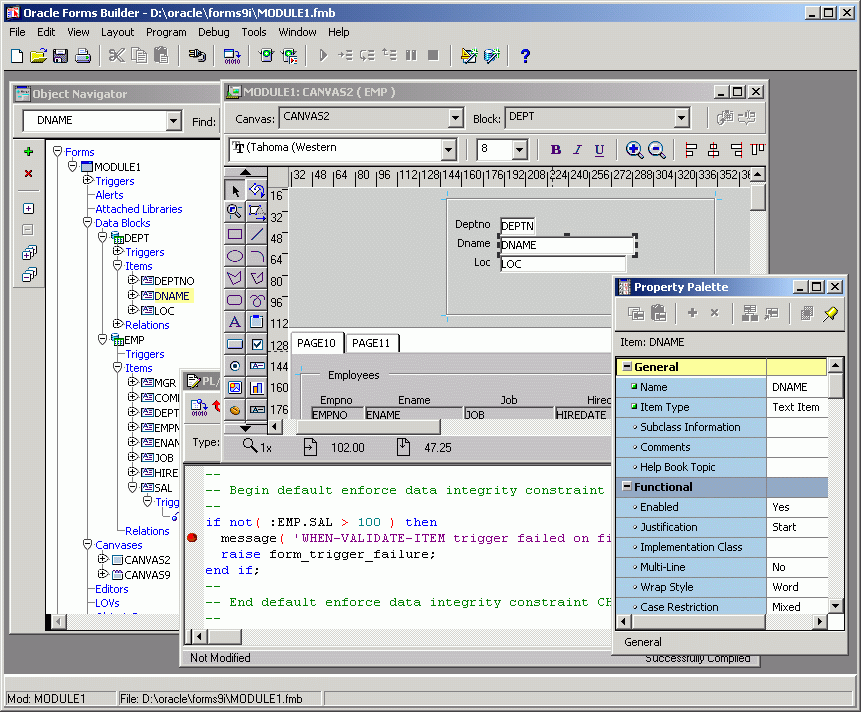 Oracle Forms Builder - D:\oracle\forms9i\MODULE1.fmb
File Edit View Layout Program Debug Tools Window Help
Object Navigator
DNAME Find:
Forms
MODULE1
Triggers
Alerts
Attached Libraries
Data Blocks
DEPT
Triggers
Items
DEPTNO
DNAME
LOC
Relations
EMP
Triggers
Items
MGR
COM
DEPT
EMPN
ENAM
JOB
HIRE
SAL
Trigg
Relations
Canvases
CANVAS2
CANVAS9
Editors
LOVs
MODULE1: CANVAS2 ( EMP )
Canvas: CANVAS2 Block: DEPT
(Tahoma (Western 8 B I U
32 48 64 80 96 112 128 144 160 176 192 208 224 240 256 272 288 304 320 336 352 36
16
32
48
64
80
96
112
128
144
160
176
Deptno DEPTN
Dname DNAME
Loc LOC
PAGE10 PAGE11
Employees
Empno Ename Job Hired
EMPNO ENAME JOB HIREDATE
1x 102.00 47.25
PL/
Type:
--
-- Begin default enforce data integrity constraint
--
if not( :EMP.SAL > 100 ) then
message( 'WHEN-VALIDATE-ITEM trigger failed on fi
raise form_trigger_failure;
end if;
--
-- End default enforce data integrity constraint CH
--
Not Modified Successfully Compiled
Property Palette
Item: DNAME
General
Name DNAME
Item Type Text Item
Subclass Information
Comments
Help Book Topic
Functional
Enabled Yes
Justification Start
Implementation Class
Multi-Line No
Wrap Style Word
Case Restriction Mixed
General
Mod: MODULE1 File: D:\oracle\forms9i\MODULE1.fmb